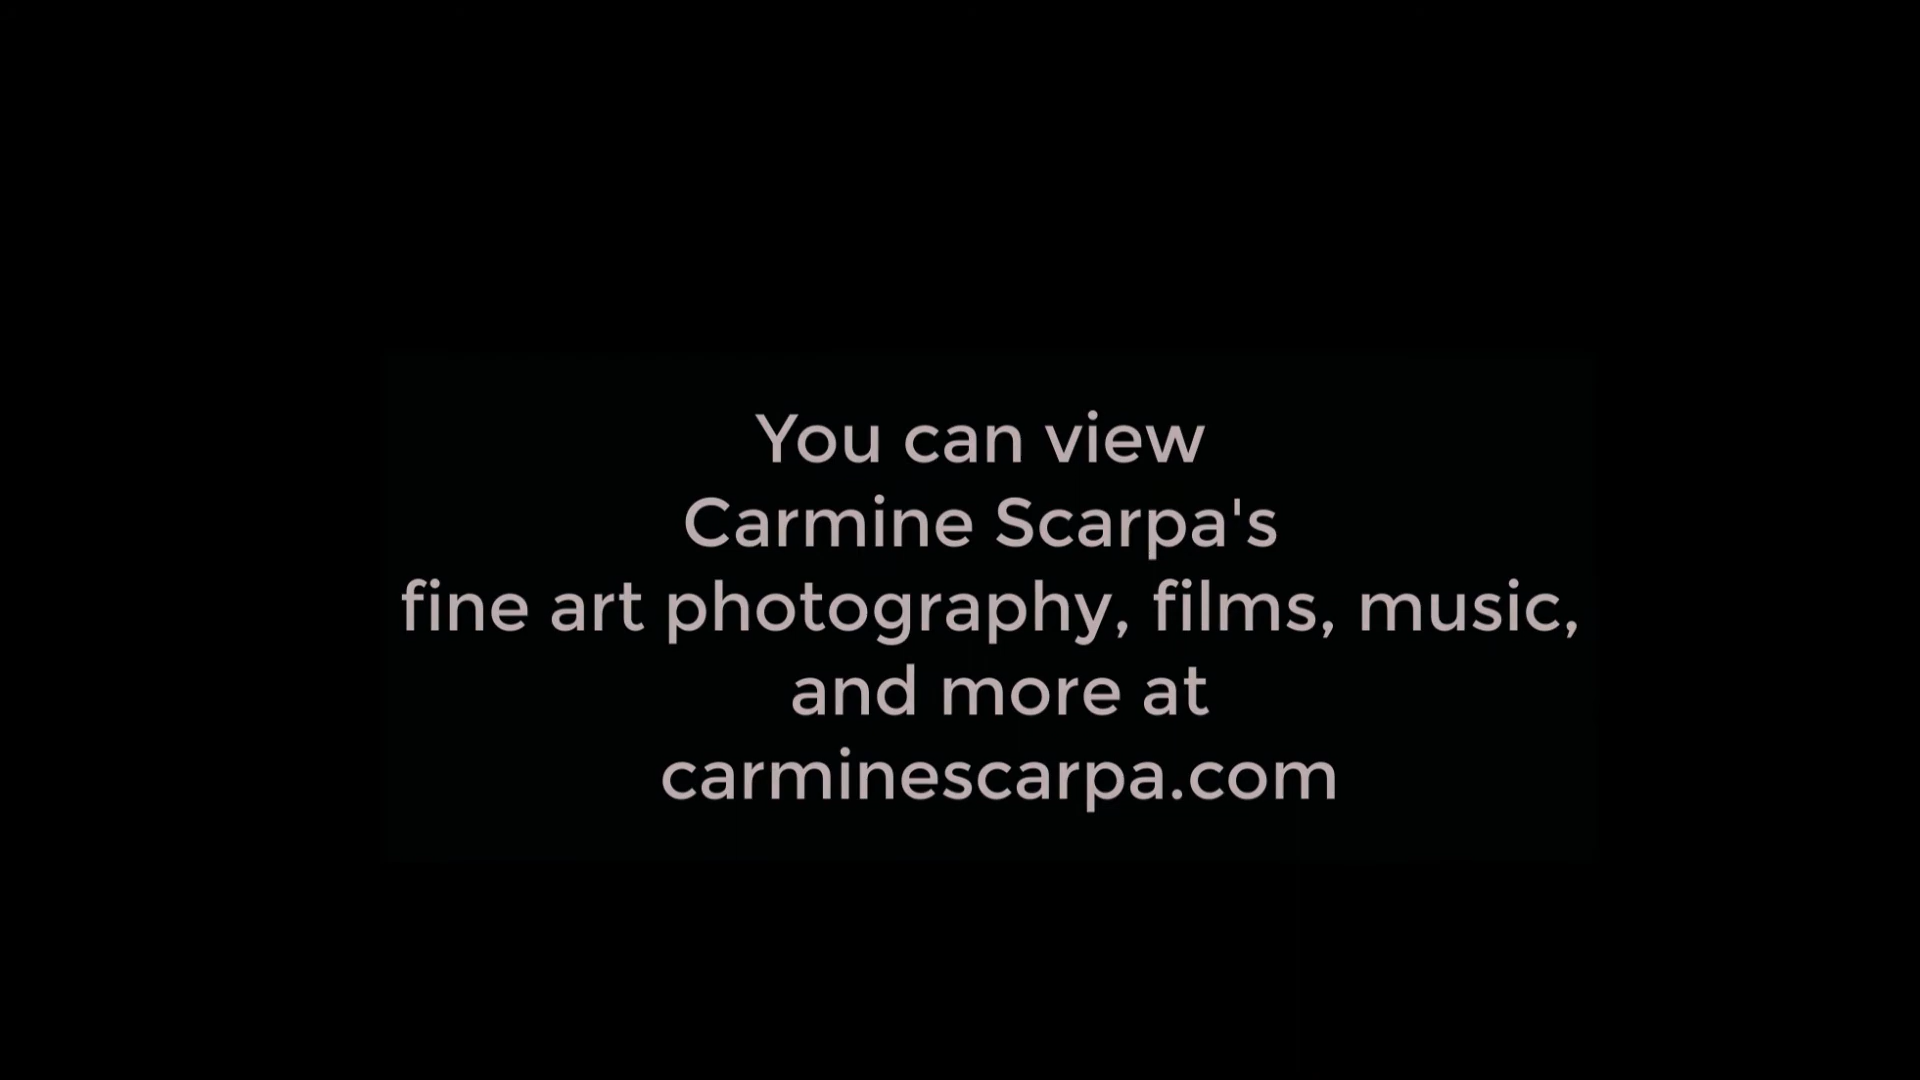 You can view
Carmine Scarpa's
fine art photography, films, music,
and more at
carminescarpa.com